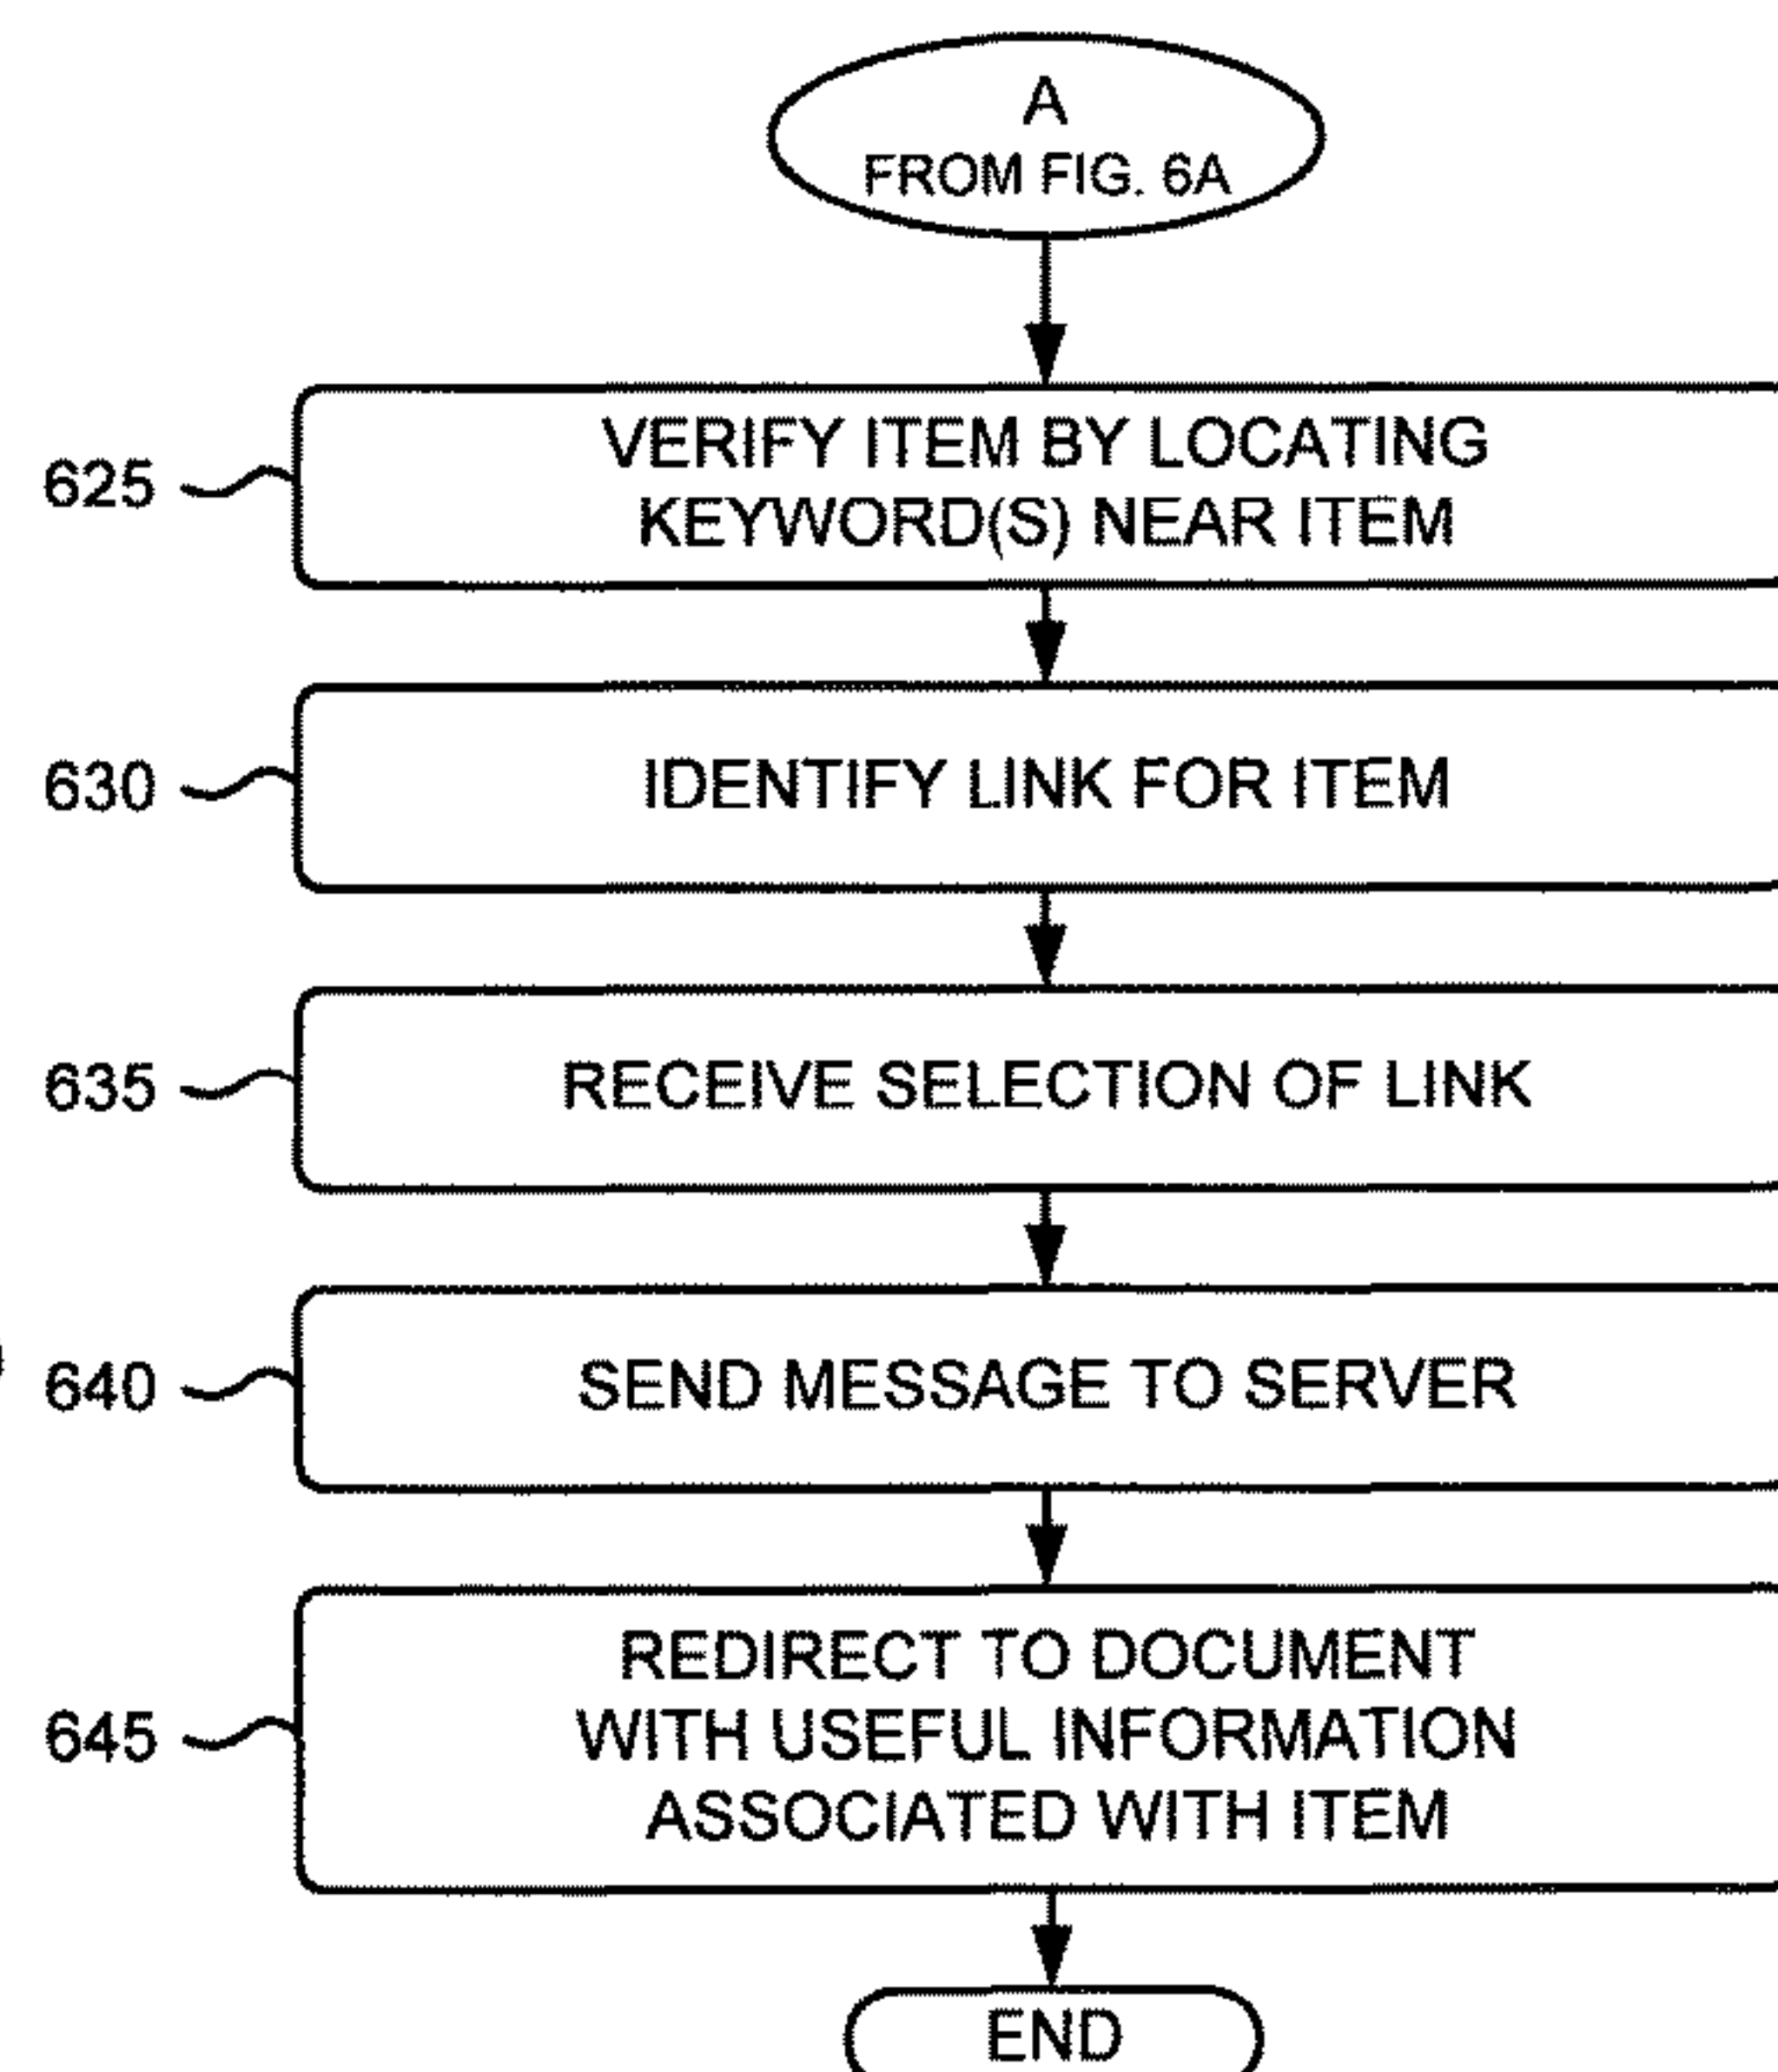 A
FROM FIG. 6A
625
VERIFY ITEM BY LOCATING
KEYWORD(S) NEAR ITEM
630
IDENTIFY LINK FOR ITEM
635
RECEIVE SELECTION OF LINK
640
SEND MESSAGE TO SERVER
645
REDIRECT TO DOCUMENT
WITH USEFUL INFORMATION
ASSOCIATED WITH ITEM
END